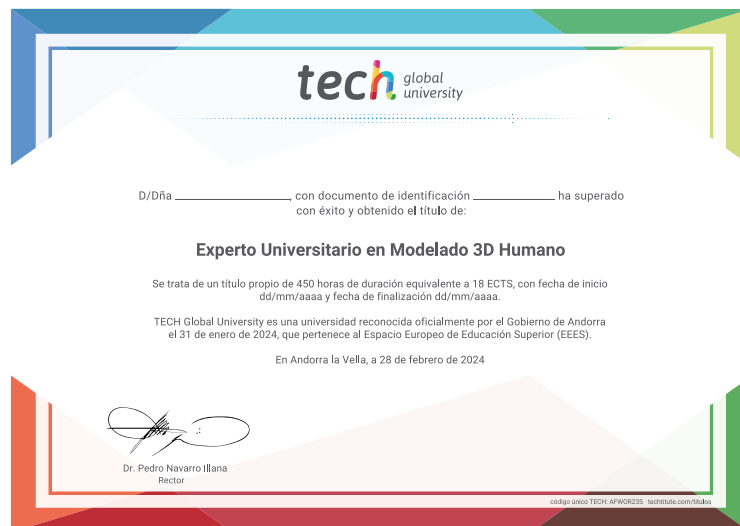 tech global university
D/Dña ____________________, con documento de identificación ______________ ha superado
con éxito y obtenido el título de:
Experto Universitario en Modelado 3D Humano
Se trata de un título propio de 450 horas de duración equivalente a 18 ECTS, con fecha de inicio
dd/mm/aaaa y fecha de finalización dd/mm/aaaa.
TECH Global University es una universidad reconocida oficialmente por el Gobierno de Andorra
el 31 de enero de 2024, que pertenece al Espacio Europeo de Educación Superior (EEES).
En Andorra la Vella, a 28 de febrero de 2024
Dr. Pedro Navarro Illana
Rector
código único TECH: AFWOR23S techtitute.com/titulos